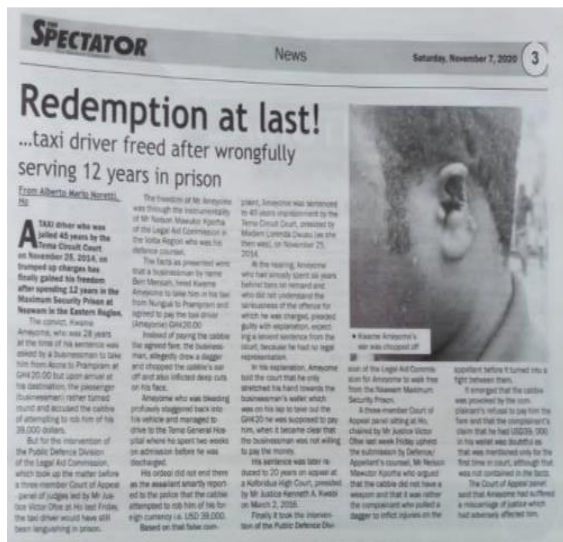 THE
SPECTATOR
News
Saturday, November 7, 2020
3
Redemption at last!
...taxi driver freed after wrongfully
serving 12 years in prison
From Alberto Mario Noretti,
Ho
A TAXI driver who was
jailed 45 years by the
Tema Circuit Court
on November 25, 2014, on
trumped up charges has
finally gained his freedom
after spending 12 years in the
Maximum Security Prison at
Nsawam in the Eastern Region.
The convict, Kwame
Ameyome, who was 28 years
at the time of his sentence was
asked by a businessman to take
him from Accra to Prampram at
GH¢20.00 but upon arrival at
his destination, the passenger
(businessman) rather turned
round and accused the cabbie
of attempting to rob him of his
39,000 dollars.
But for the intervention of
the Public Defence Division
of the Legal Aid Commission,
which took up the matter before
a three-member Court of Appeal
panel of judges led by Mr Jus-
tice Victor Ofoe at Ho last Friday,
the taxi driver would have still
been languishing in prison.
The freedom of Mr Ameyome
was through the instrumentality
of Mr Nelson Mawuko Kporha
of the Legal Aid Commission in
the Volta Region who was his
defence counsel.
The facts as presented were
that a businessman by name
Ben Mensah, hired Kwame
Ameyome to take him in his taxi
from Nungua to Prampram and
agreed to pay the taxi driver
(Ameyome) GH¢20.00
Instead of paying the cabbie
the agreed fare, the business-
man, allegedly drew a dagger
and chopped the cabbie's ear
off and also inflicted deep cuts
on his face.
Ameyome who was bleeding
profusely staggered back into
his vehicle and managed to
drive to the Tema General Hos-
pital where he spent two weeks
on admission before he was
discharged.
His ordeal did not end there
as the assailant smartly report-
ed to the police that the cabbie
attempted to rob him of his for-
eign currency i.e. USD 39,000.
Based on that false com-
plaint, Ameyome was sentenced
to 45 years imprisonment by the
Tema Circuit Court, presided by
Madam Lorinda Owusu (as she
then was), on November 25,
2014.
At the hearing, Ameyome
who had already spent six years
behind bars on remand and
who did not understand the
seriousness of the offence for
which he was charged, pleaded
guilty with explanation, expect-
ing a lenient sentence from the
court, because he had no legal
representation.
In his explanation, Ameyome
told the court that he only
stretched his hand towards the
businessman's wallet which
was on his lap to take out the
GH¢20 he was supposed to pay
him, when it became clear that
the businessman was not willing
to pay the money.
His sentence was later re-
duced to 20 years on appeal at
a Koforidua High Court, presided
by Mr Justice Kenneth A. Kwabi
on March 2, 2016.
Finally it took the interven-
tion of the Public Defence Divi-
• Kwame Ameyome's
ear was chopped off
sion of the Legal Aid Commis-
sion for Ameyome to walk free
from the Nsawam Maximum
Security Prison.
A three-member Court of
Appeal panel sitting at Ho,
chaired by Mr Justice Victor
Ofoe last week Friday upheld
the submission by Defence/
Appellant's counsel, Mr Nelson
Mawuko Kporha who argued
that the cabbie did not have a
weapon and that it was rather
the complainant who pulled a
dagger to inflict injuries on the
appellant before it turned into a
fight between them.
It emerged that the cabbie
was provoked by the com-
plainant's refusal to pay him the
fare and that the complainant's
claim that he had USD39, 000
in his wallet was doubtful as
that was mentioned only for the
first time in court, although that
was not contained in the facts.
The Court of Appeal panel
said that Ameyome had suffered
a miscarriage of justice which
had adversely affected him.